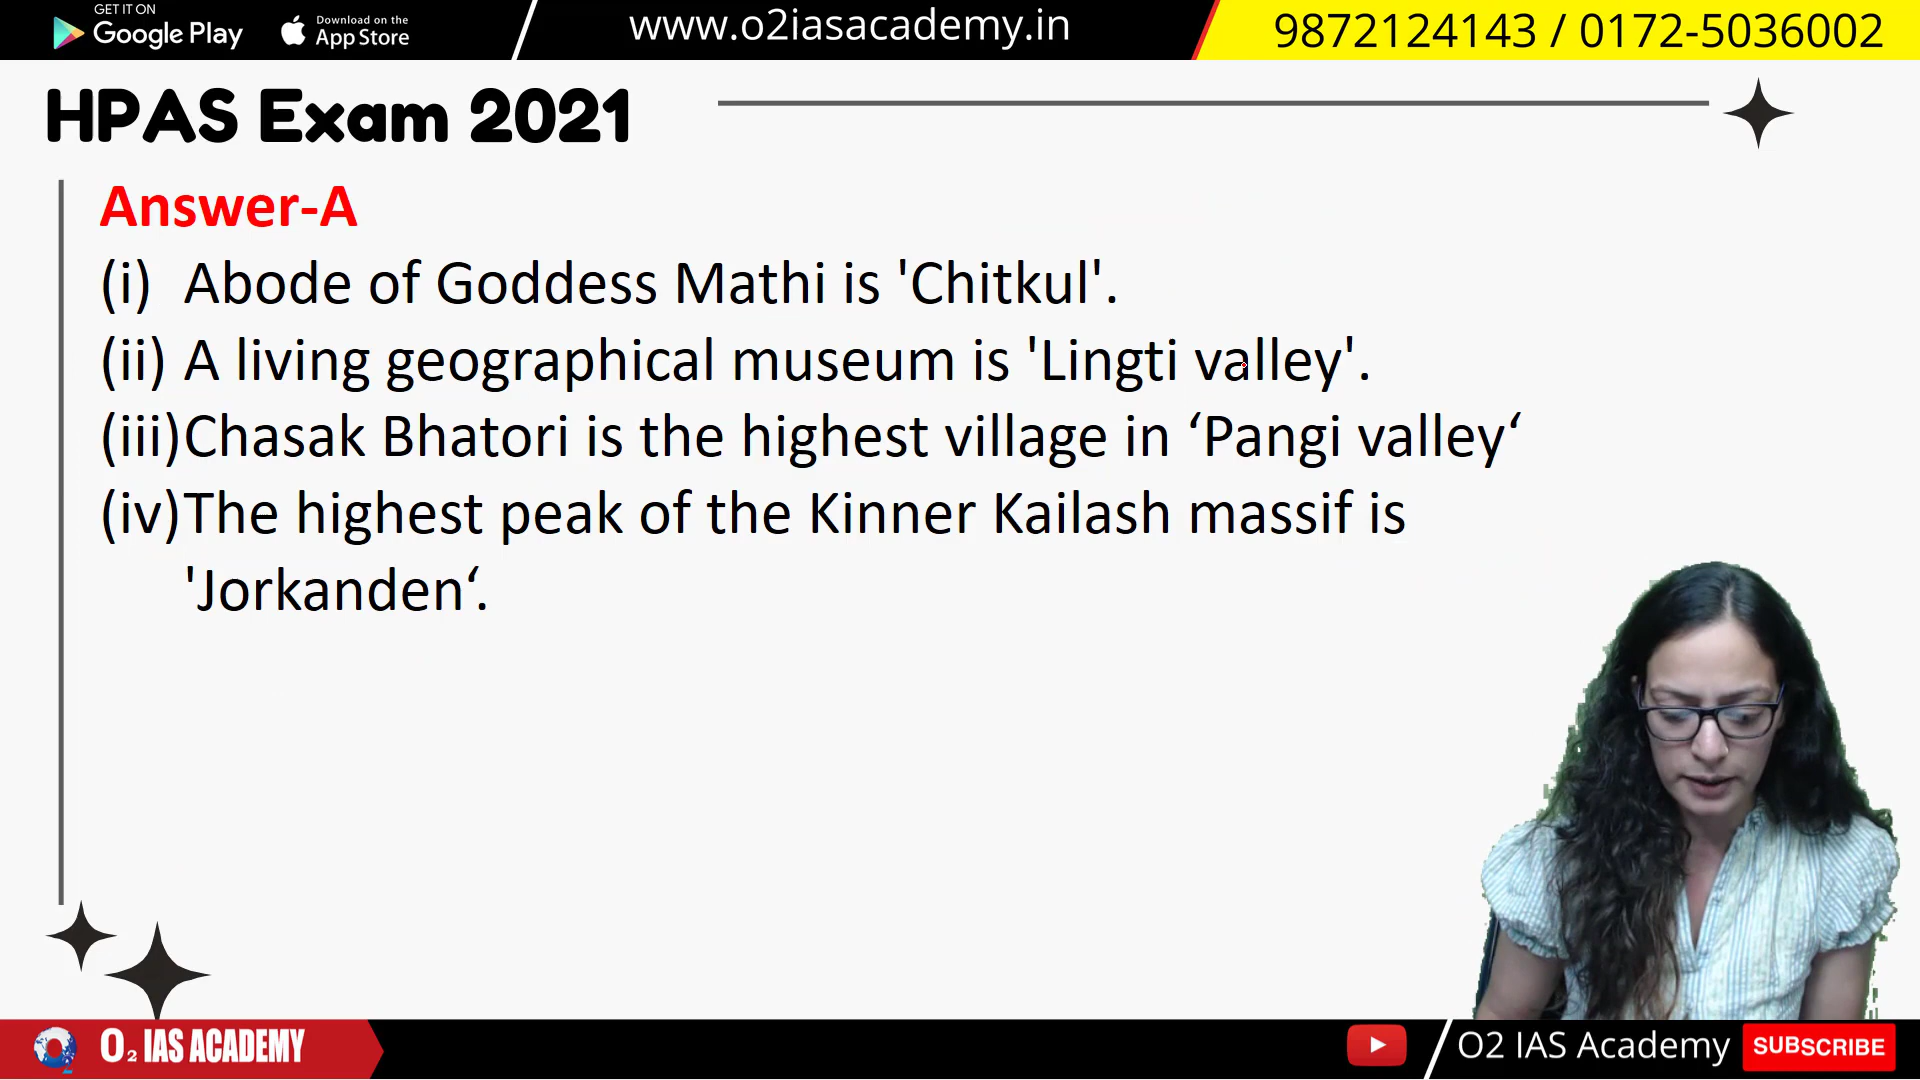 GET IT ON
Google Play
Download on the
App Store
www.o2iasacademy.in
9872124143 / 0172-5036002
HPAS Exam 2021
Answer-A
(i) Abode of Goddess Mathi is 'Chitkul'.
(ii) A living geographical museum is 'Lingti valley'.
(iii)Chasak Bhatori is the highest village in ‘Pangi valley‘
(iv)The highest peak of the Kinner Kailash massif is
'Jorkanden‘.
O2 IAS ACADEMY
O2 IAS Academy
SUBSCRIBE